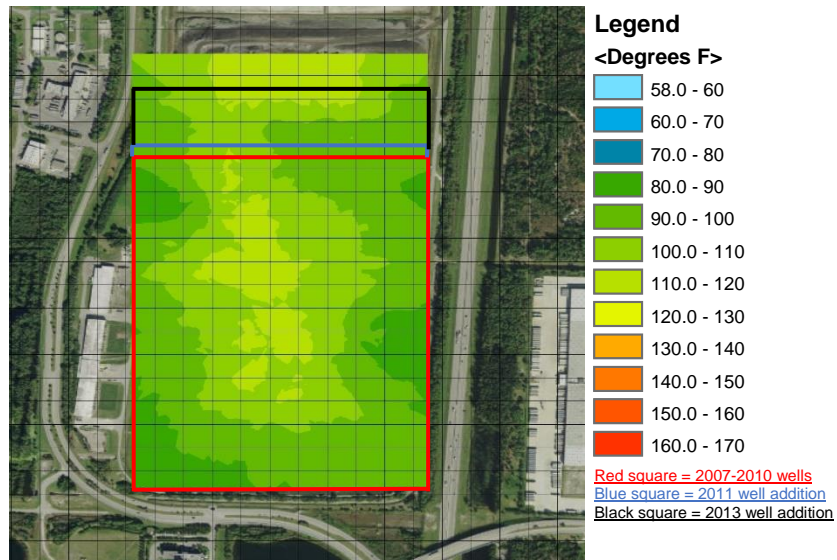 Legend
<Degrees F>
58.0 - 60
60.0 - 70
70.0 - 80
80.0 - 90
90.0 - 100
100.0 - 110
110.0 - 120
120.0 - 130
130.0 - 140
140.0 - 150
150.0 - 160
160.0 - 170
Red square = 2007-2010 wells
Blue square = 2011 well addition
Black square = 2013 well addition